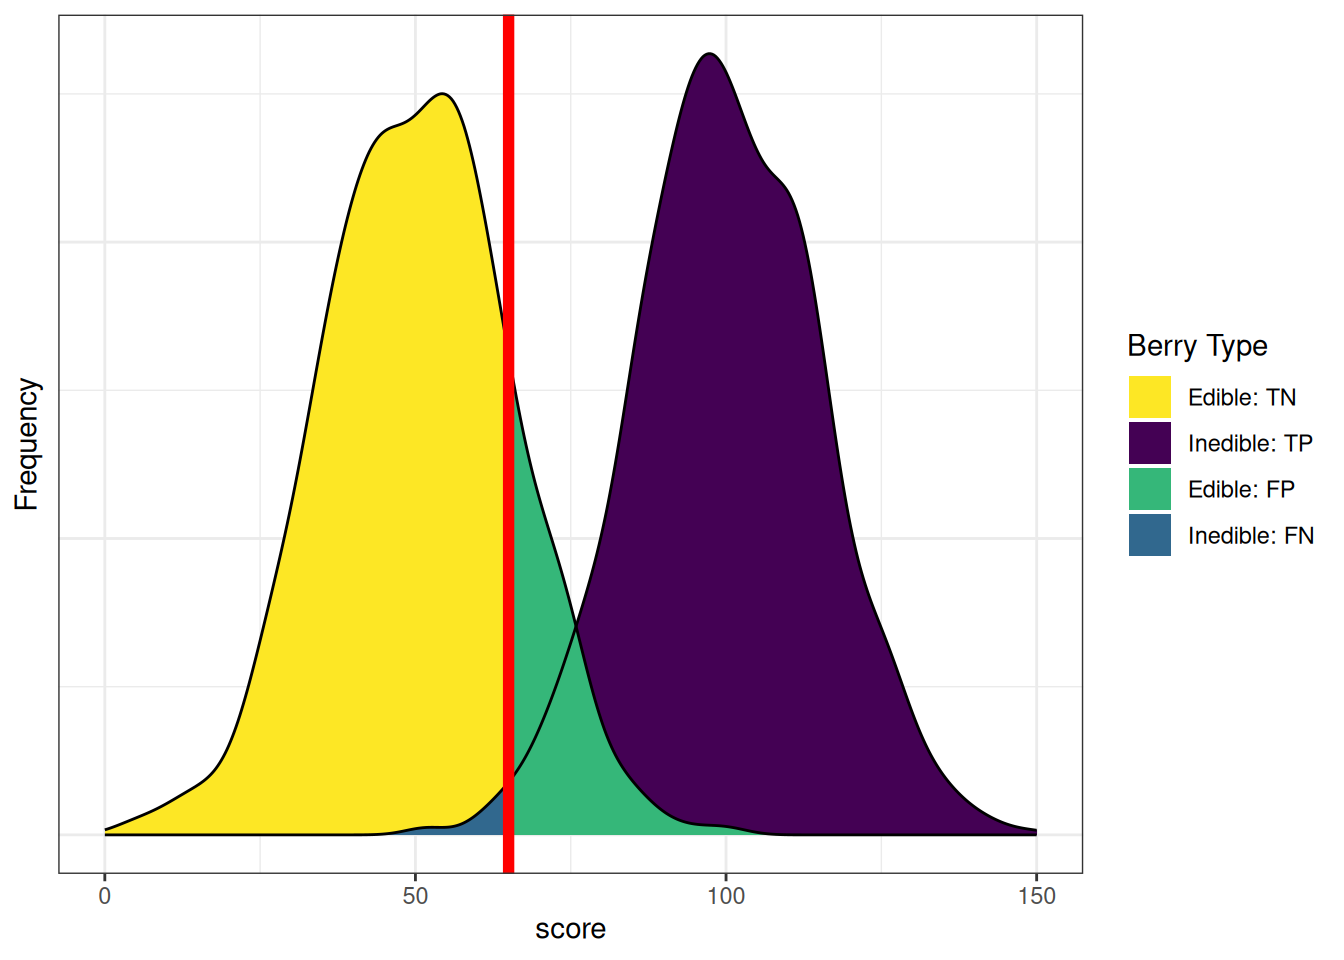 Frequency
0
50
100
150
score
Berry Type
Edible: TN
Inedible: TP
Edible: FP
Inedible: FN